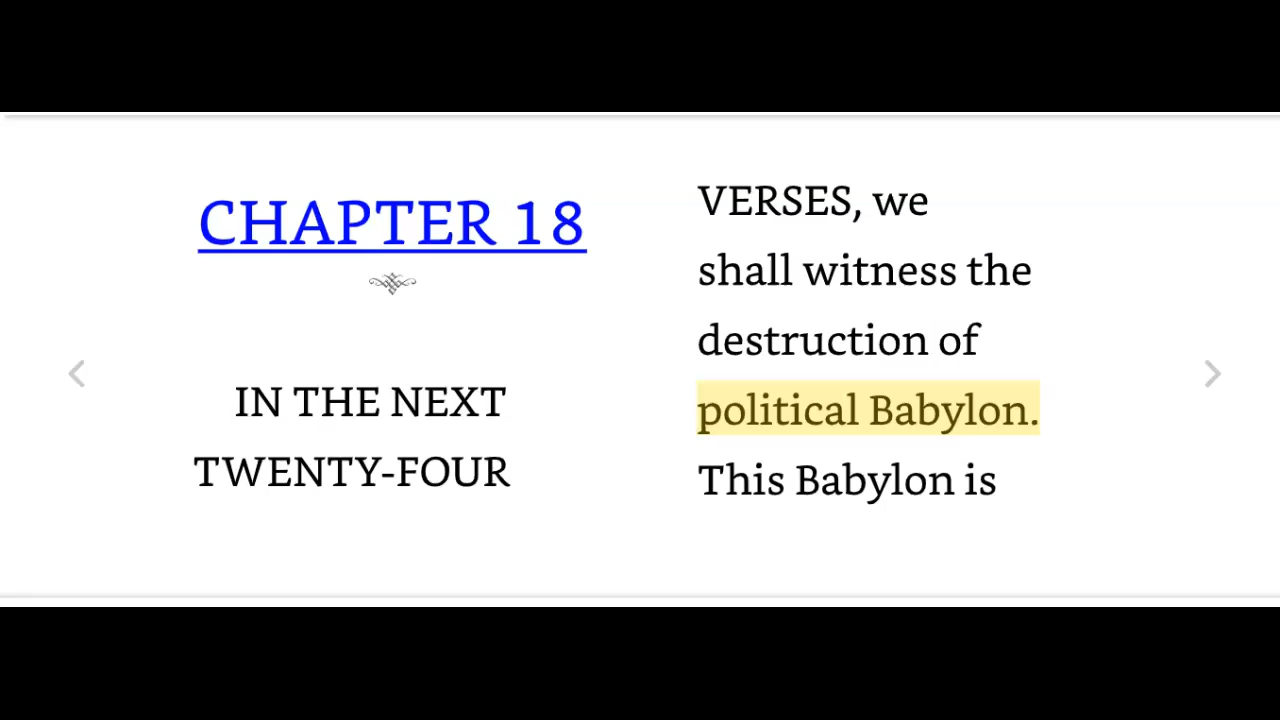 CHAPTER 18
IN THE NEXT
TWENTY-FOUR
VERSES, we
shall witness the
destruction of
political Babylon.
This Babylon is